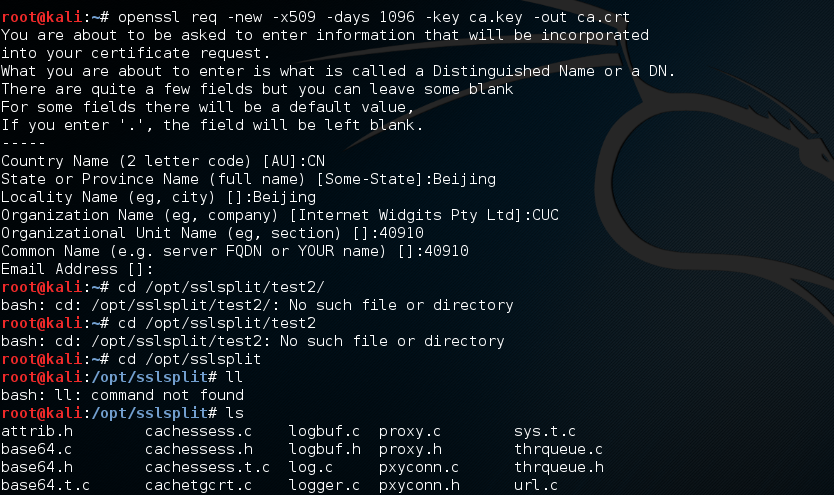 root@kali:~# openssl req -new -x509 -days 1096 -key ca.key -out ca.crt
You are about to be asked to enter information that will be incorporated
into your certificate request.
What you are about to enter is what is called a Distinguished Name or a DN.
There are quite a few fields but you can leave some blank
For some fields there will be a default value,
If you enter '.', the field will be left blank.
-----
Country Name (2 letter code) [AU]:CN
State or Province Name (full name) [Some-State]:Beijing
Locality Name (eg, city) []:Beijing
Organization Name (eg, company) [Internet Widgits Pty Ltd]:CUC
Organizational Unit Name (eg, section) []:40910
Common Name (e.g. server FQDN or YOUR name) []:40910
Email Address []:
root@kali:~# cd /opt/sslsplit/test2/
bash: cd: /opt/sslsplit/test2/: No such file or directory
root@kali:~# cd /opt/sslsplit/test2
bash: cd: /opt/sslsplit/test2: No such file or directory
root@kali:~# cd /opt/sslsplit
root@kali:/opt/sslsplit# ll
bash: ll: command not found
root@kali:/opt/sslsplit# ls
attrib.h        cachessess.c    logbuf.c  proxy.c        sys.t.c
base64.c        cachessess.h    logbuf.h  proxy.h        thrqueue.c
base64.h        cachessess.t.c  log.c     pxyconn.c      thrqueue.h
base64.t.c      cachetgcrt.c    logger.c  pxyconn.h      url.c